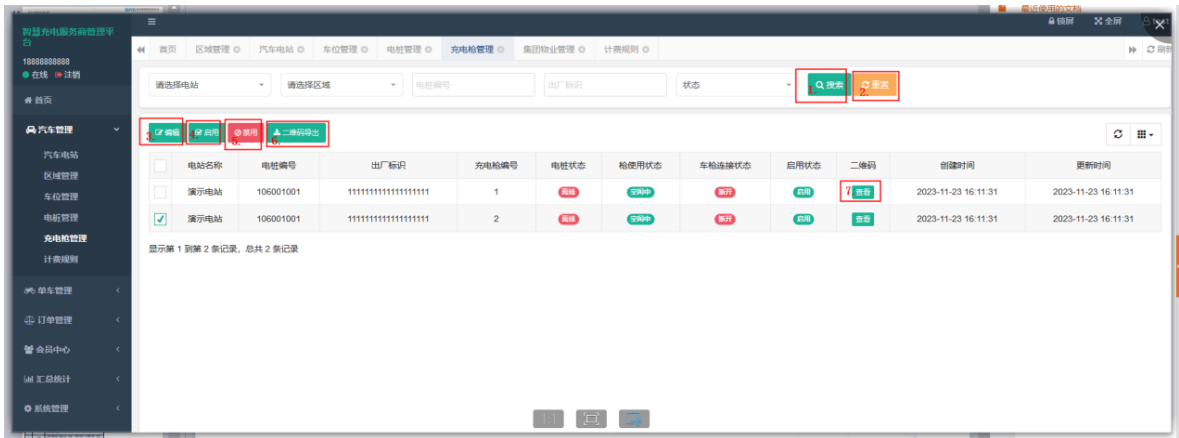 最近使用的文档
智慧充电服务商管理平台
18888888888
在线 注销
首页
汽车管理
汽车电站
区域管理
车位管理
电桩管理
充电枪管理
计费规则
单车管理
订单管理
会员中心
汇总统计
系统管理
锁屏 全屏
首页 区域管理 汽车电站 车位管理 电桩管理 充电枪管理 集团物业管理 计费规则 刷新
请选择电站 请选择区域 电桩编号 出厂标识 状态 1. 搜索 2. 重置
3. 编辑 4. 启用 5. 禁用 6. 二维码导出
电站名称 电桩编号 出厂标识 充电枪编号 电桩状态 枪使用状态 车枪连接状态 启用状态 二维码 创建时间 更新时间
演示电站 106001001 1111111111111111111 1 离线 空闲中 断开 启用 7 查看 2023-11-23 16:11:31 2023-11-23 16:11:31
演示电站 106001001 1111111111111111111 2 离线 空闲中 断开 启用 查看 2023-11-23 16:11:31 2023-11-23 16:11:31
显示第 1 到第 2 条记录，总共 2 条记录
1:1